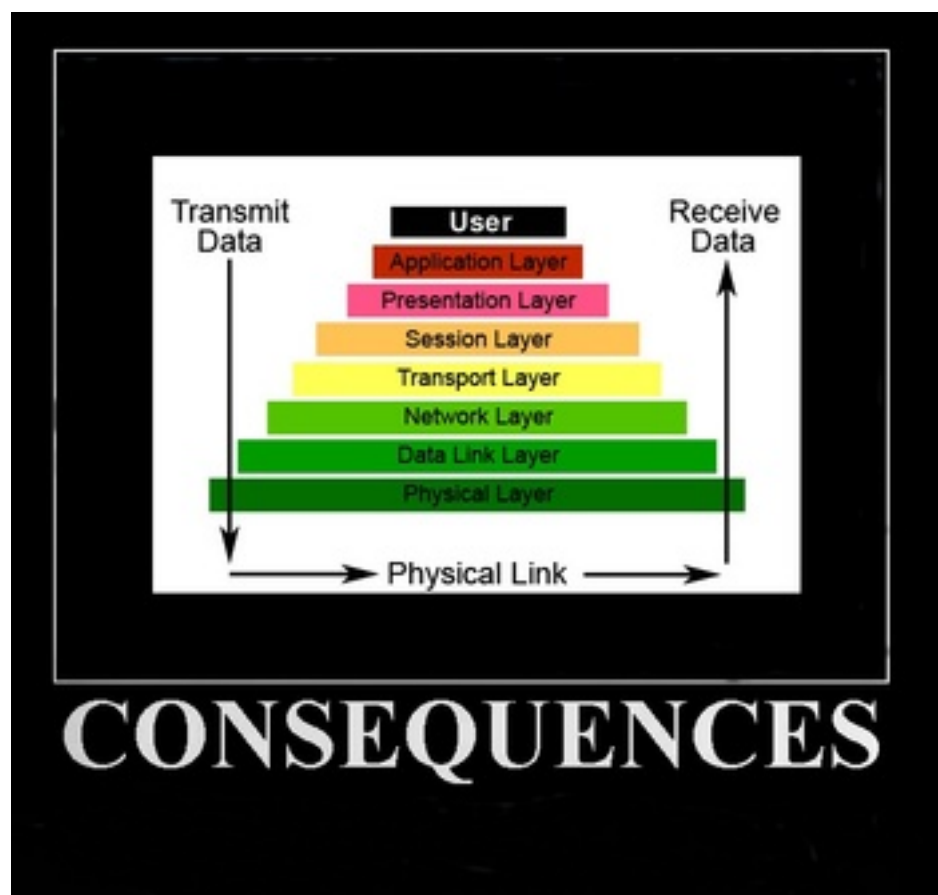 Transmit
Data
User
Receive
Data
Application Layer
Presentation Layer
Session Layer
Transport Layer
Network Layer
Data Link Layer
Physical Layer
Physical Link
CONSEQUENCES